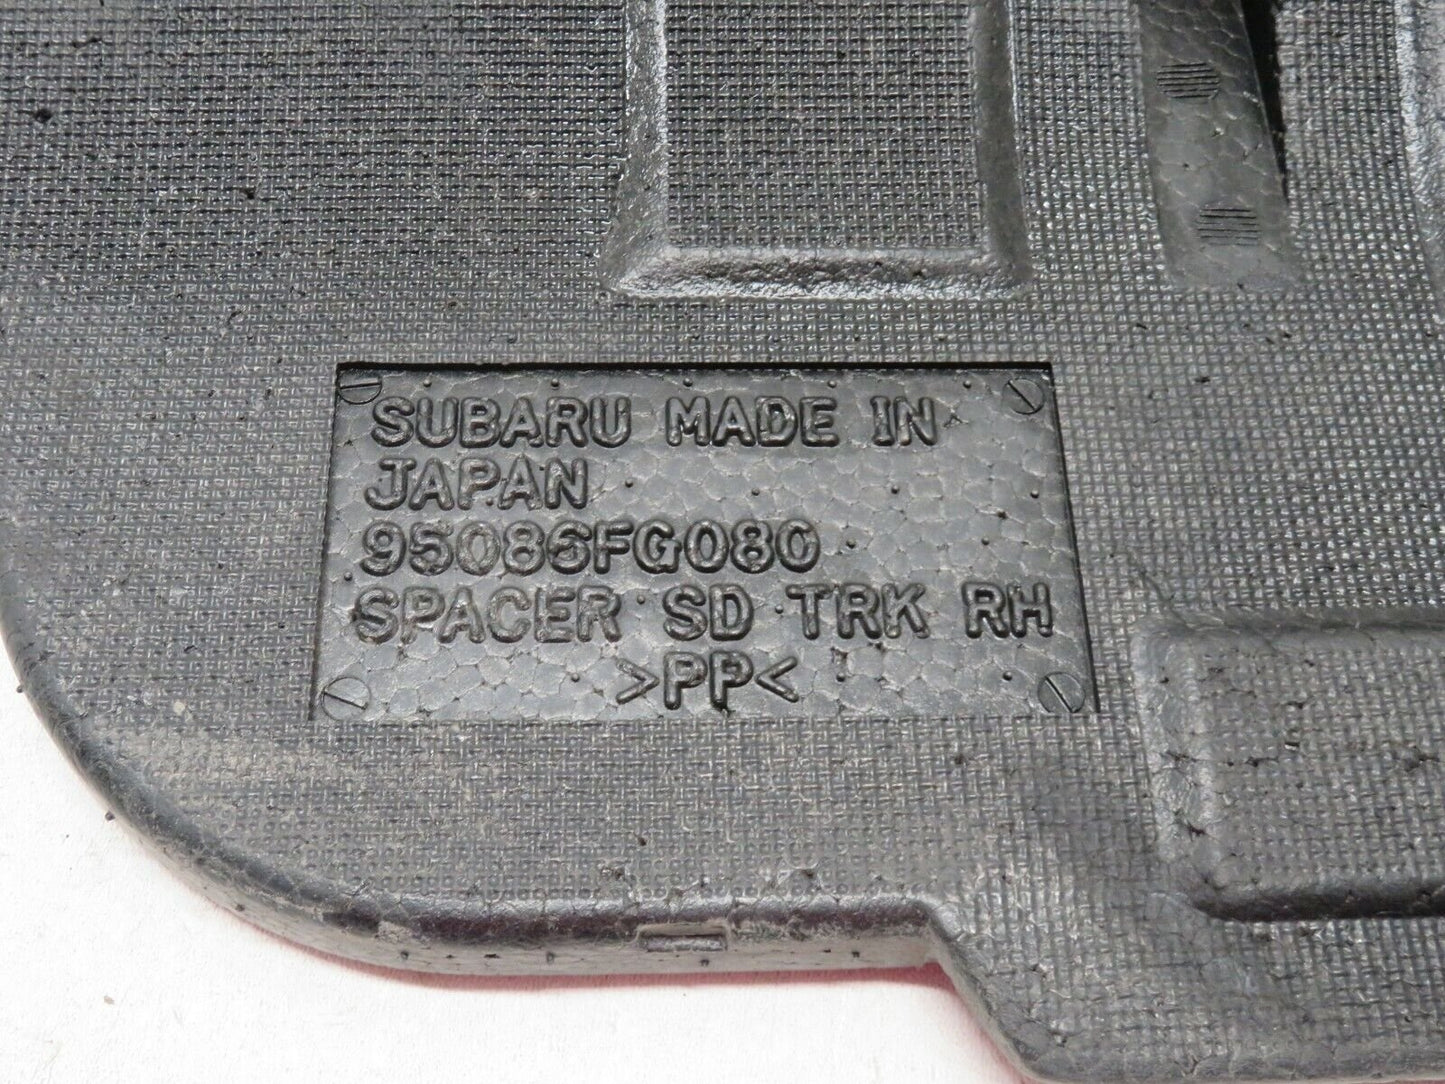 SUBARU MADE IN
JAPAN
95086FG080
SPACER SD TRK RH
>PP<